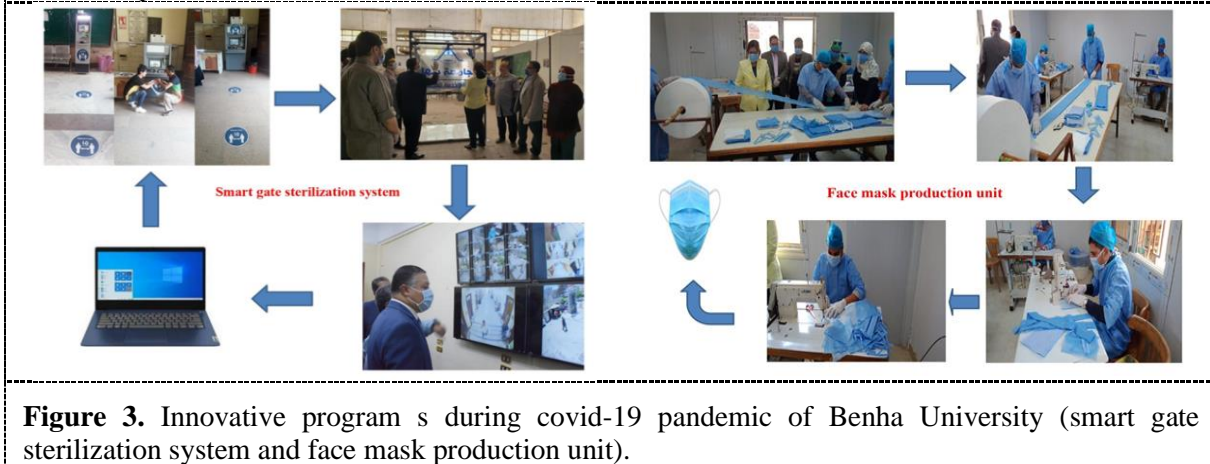 Smart gate sterilization system
Face mask production unit
Figure 3. Innovative program s during covid-19 pandemic of Benha University (smart gate
sterilization system and face mask production unit).